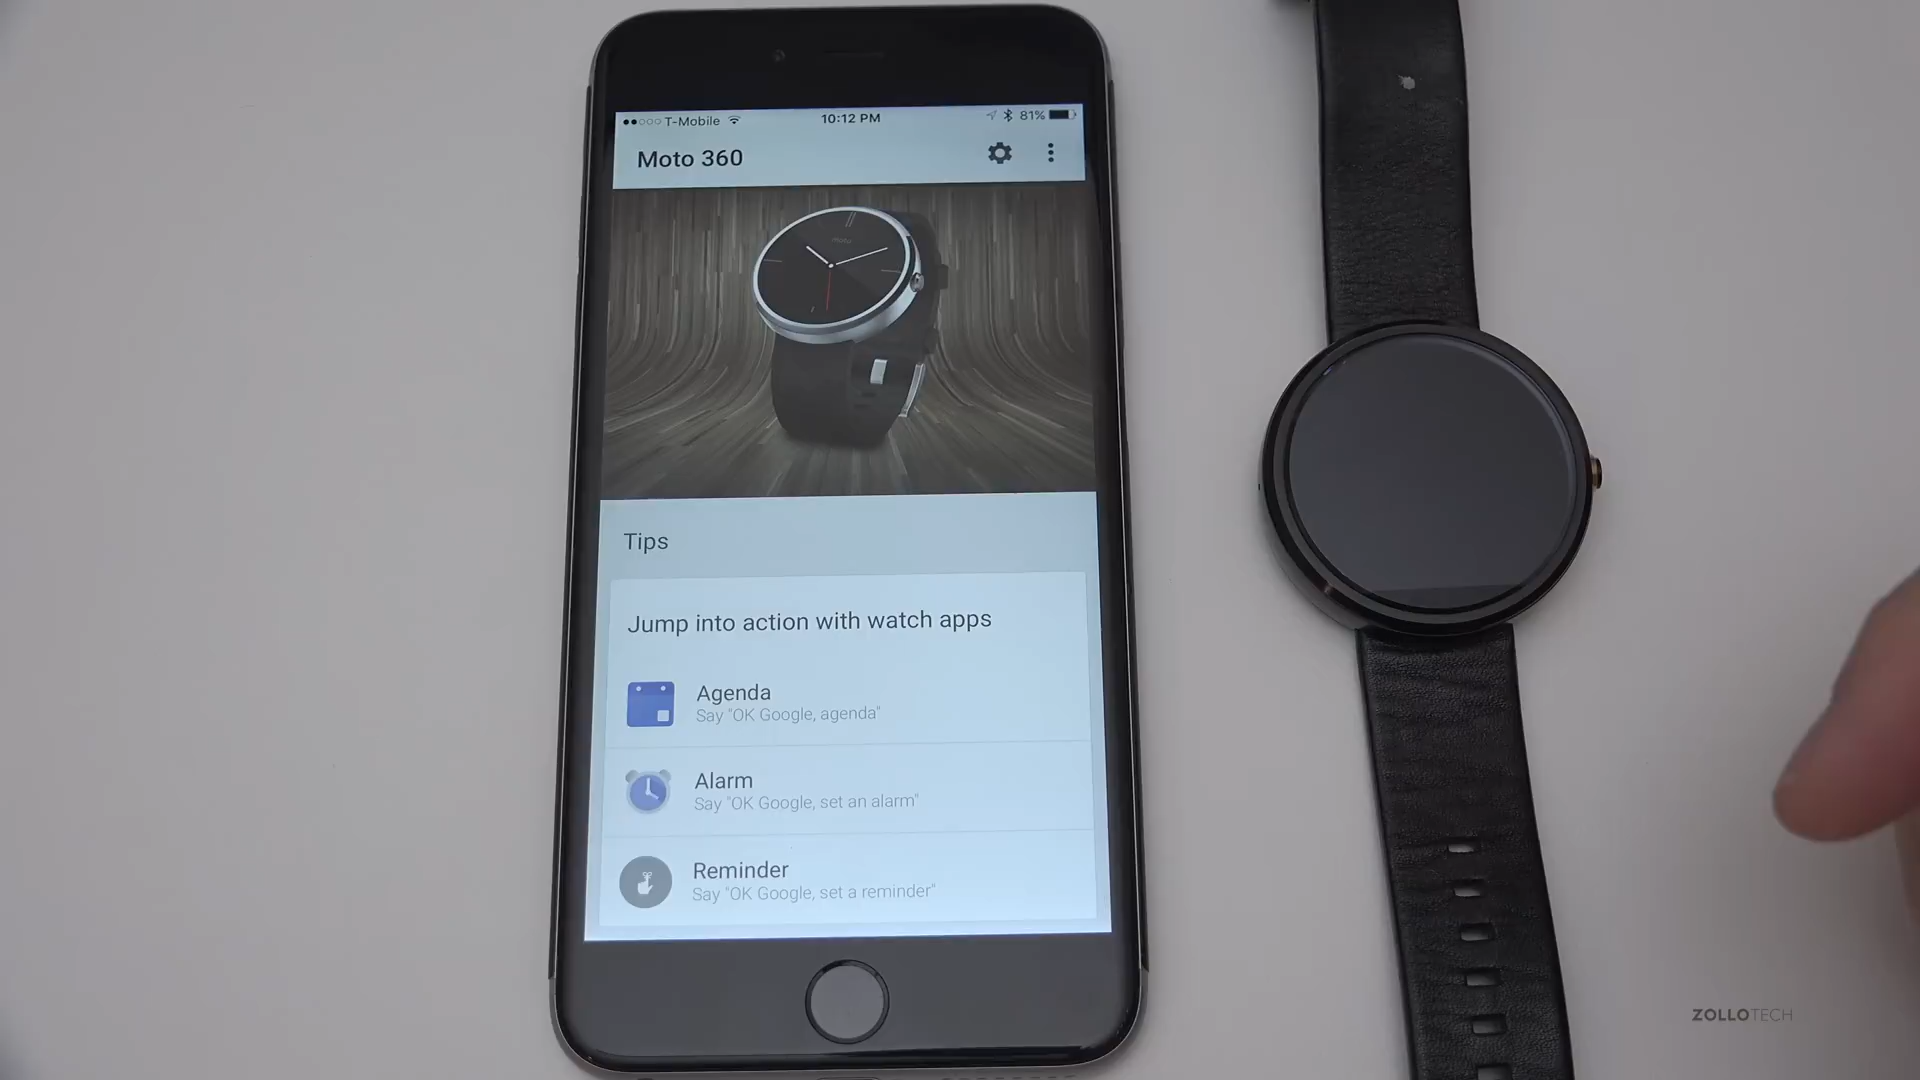 T-Mobile 10:12 PM 81%
Moto 360
moto
Tips
Jump into action with watch apps
Agenda
Say "OK Google, agenda"
Alarm
Say "OK Google, set an alarm"
Reminder
Say "OK Google, set a reminder"
ZOLLOTECH